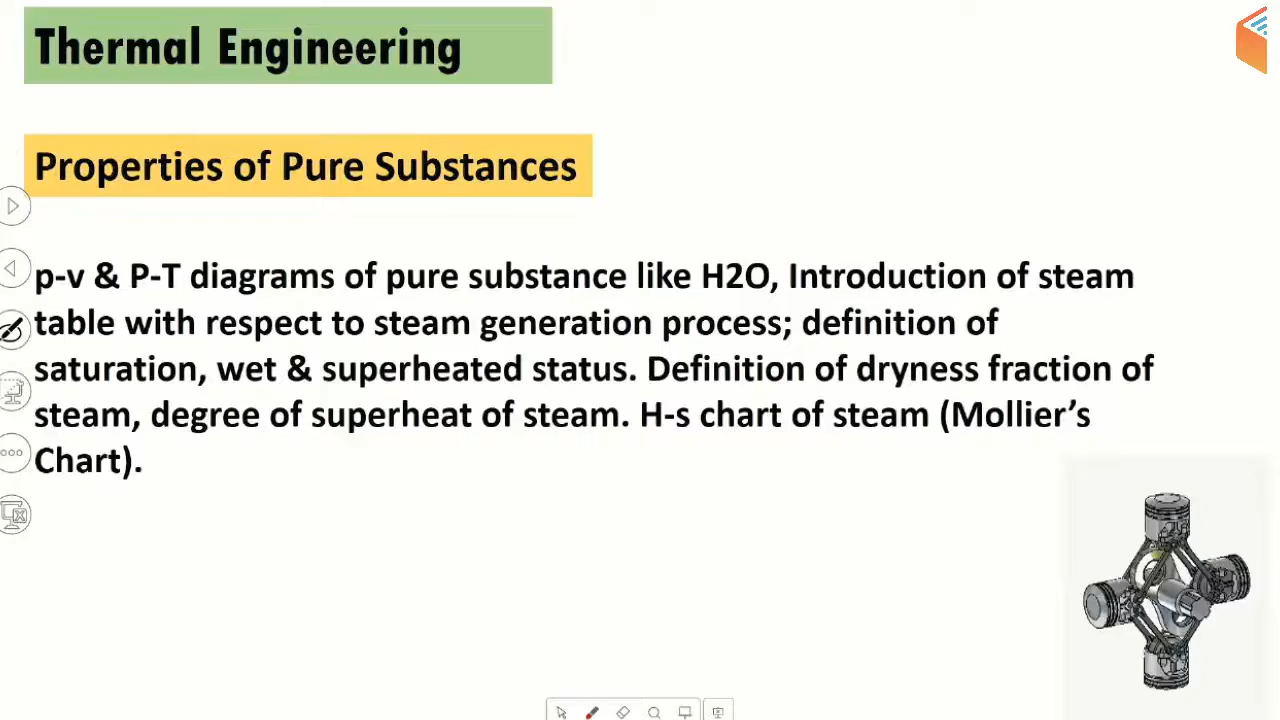 Thermal Engineering
Properties of Pure Substances
p-v & P-T diagrams of pure substance like H2O, Introduction of steam
table with respect to steam generation process; definition of
saturation, wet & superheated status. Definition of dryness fraction of
steam, degree of superheat of steam. H-s chart of steam (Mollier’s
Chart).